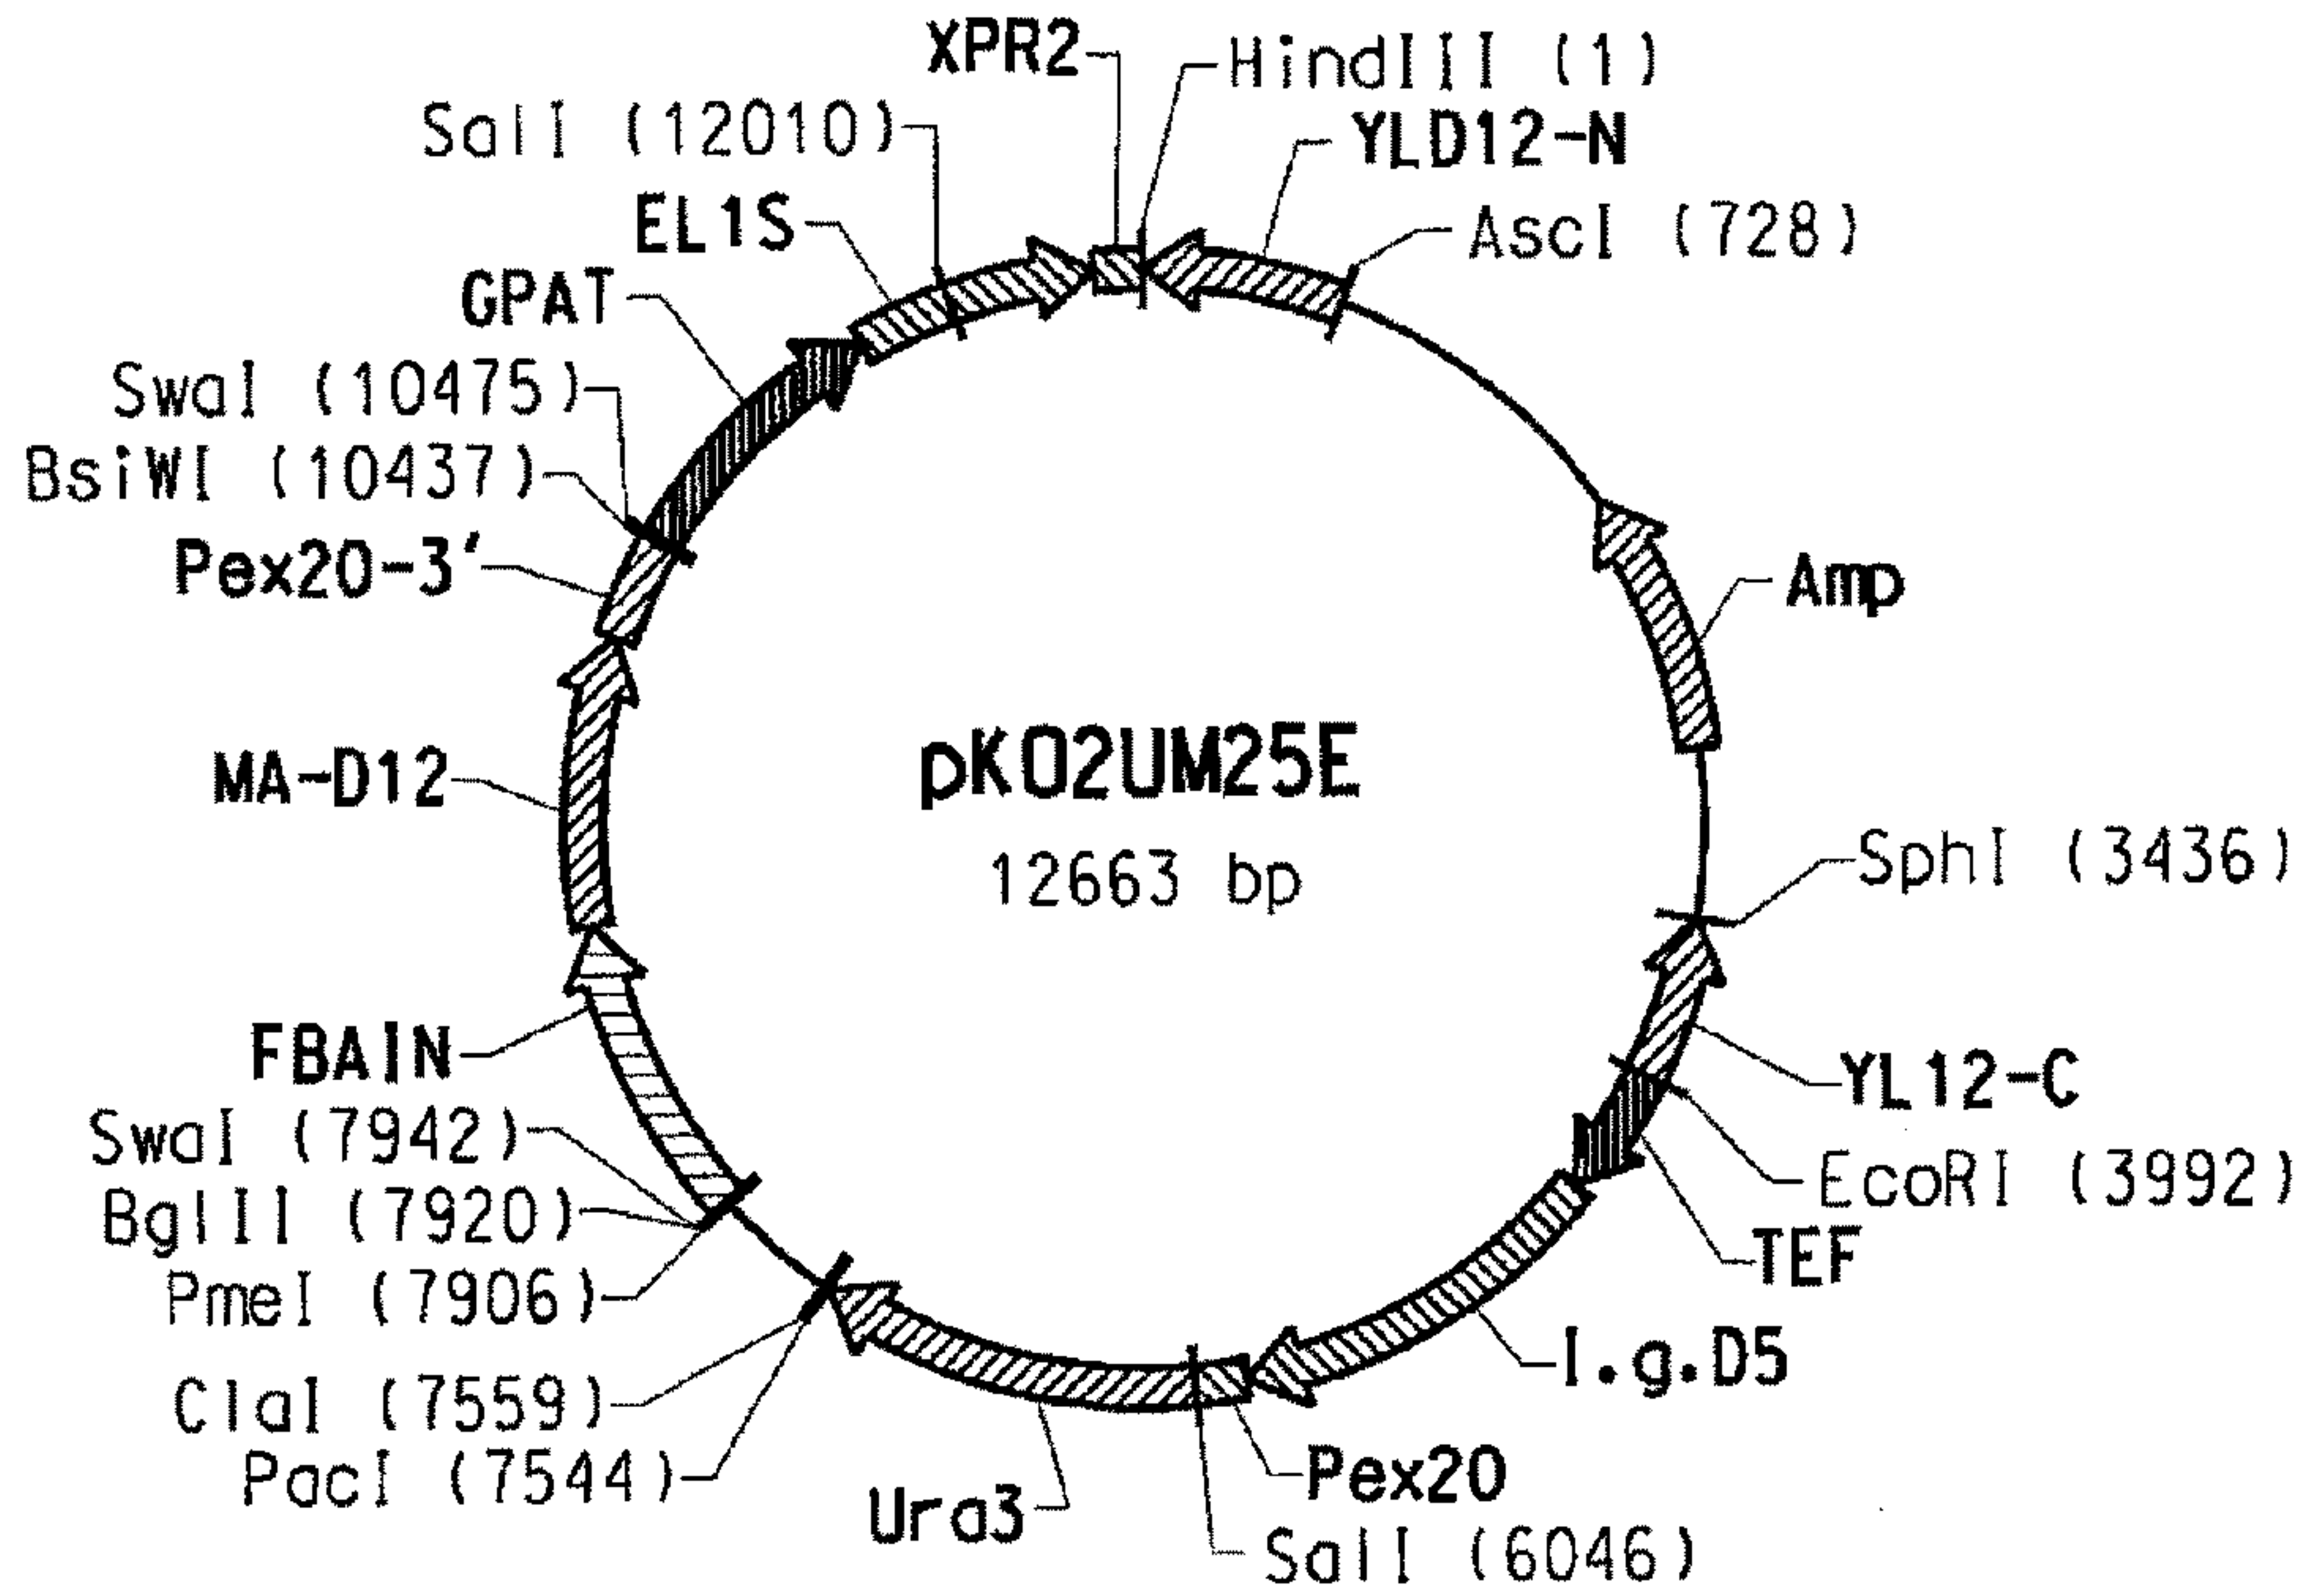 XPR2
HindIII (1)
SalI (12010)
YLD12-N
EL1S
AscI (728)
GPAT
SwaI (10475)
BsiWI (10437)
Pex20-3'
Amp
MA-D12
pKO2UM25E
12663 bp
SphI (3436)
FBAIN
YL12-C
SwaI (7942)
EcoRI (3992)
BglII (7920)
TEF
PmeI (7906)
I.g.D5
ClaI (7559)
PacI (7544)
Pex20
Ura3
SalI (6046)